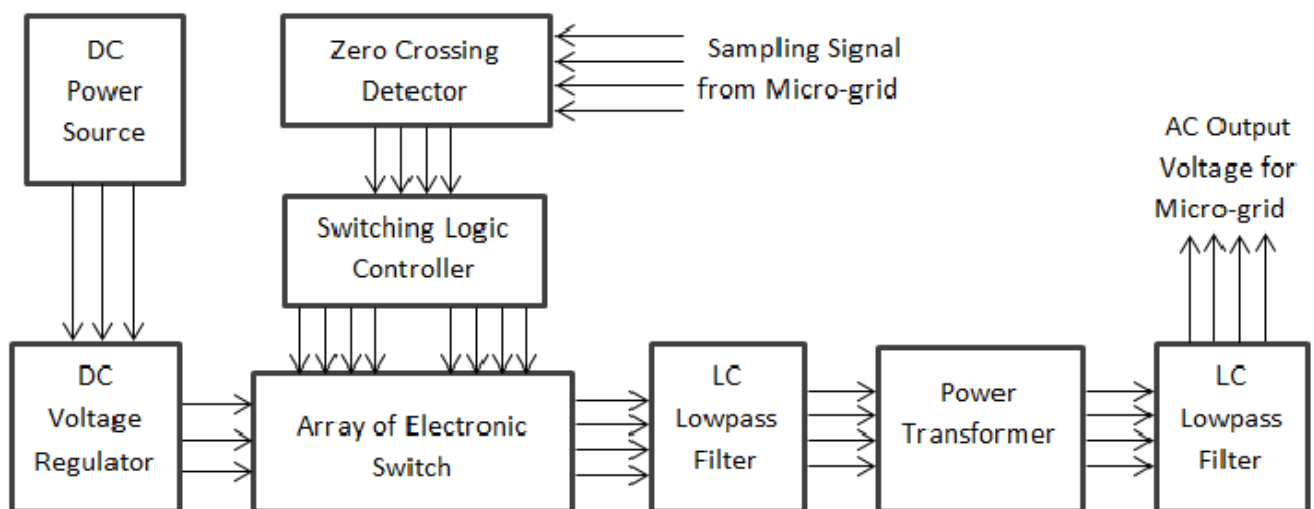 DC
Power
Source
Zero Crossing
Detector
Sampling Signal
from Micro-grid
AC Output
Voltage for
Micro-grid
Switching Logic
Controller
DC
Voltage
Regulator
Array of Electronic
Switch
LC
Lowpass
Filter
Power
Transformer
LC
Lowpass
Filter